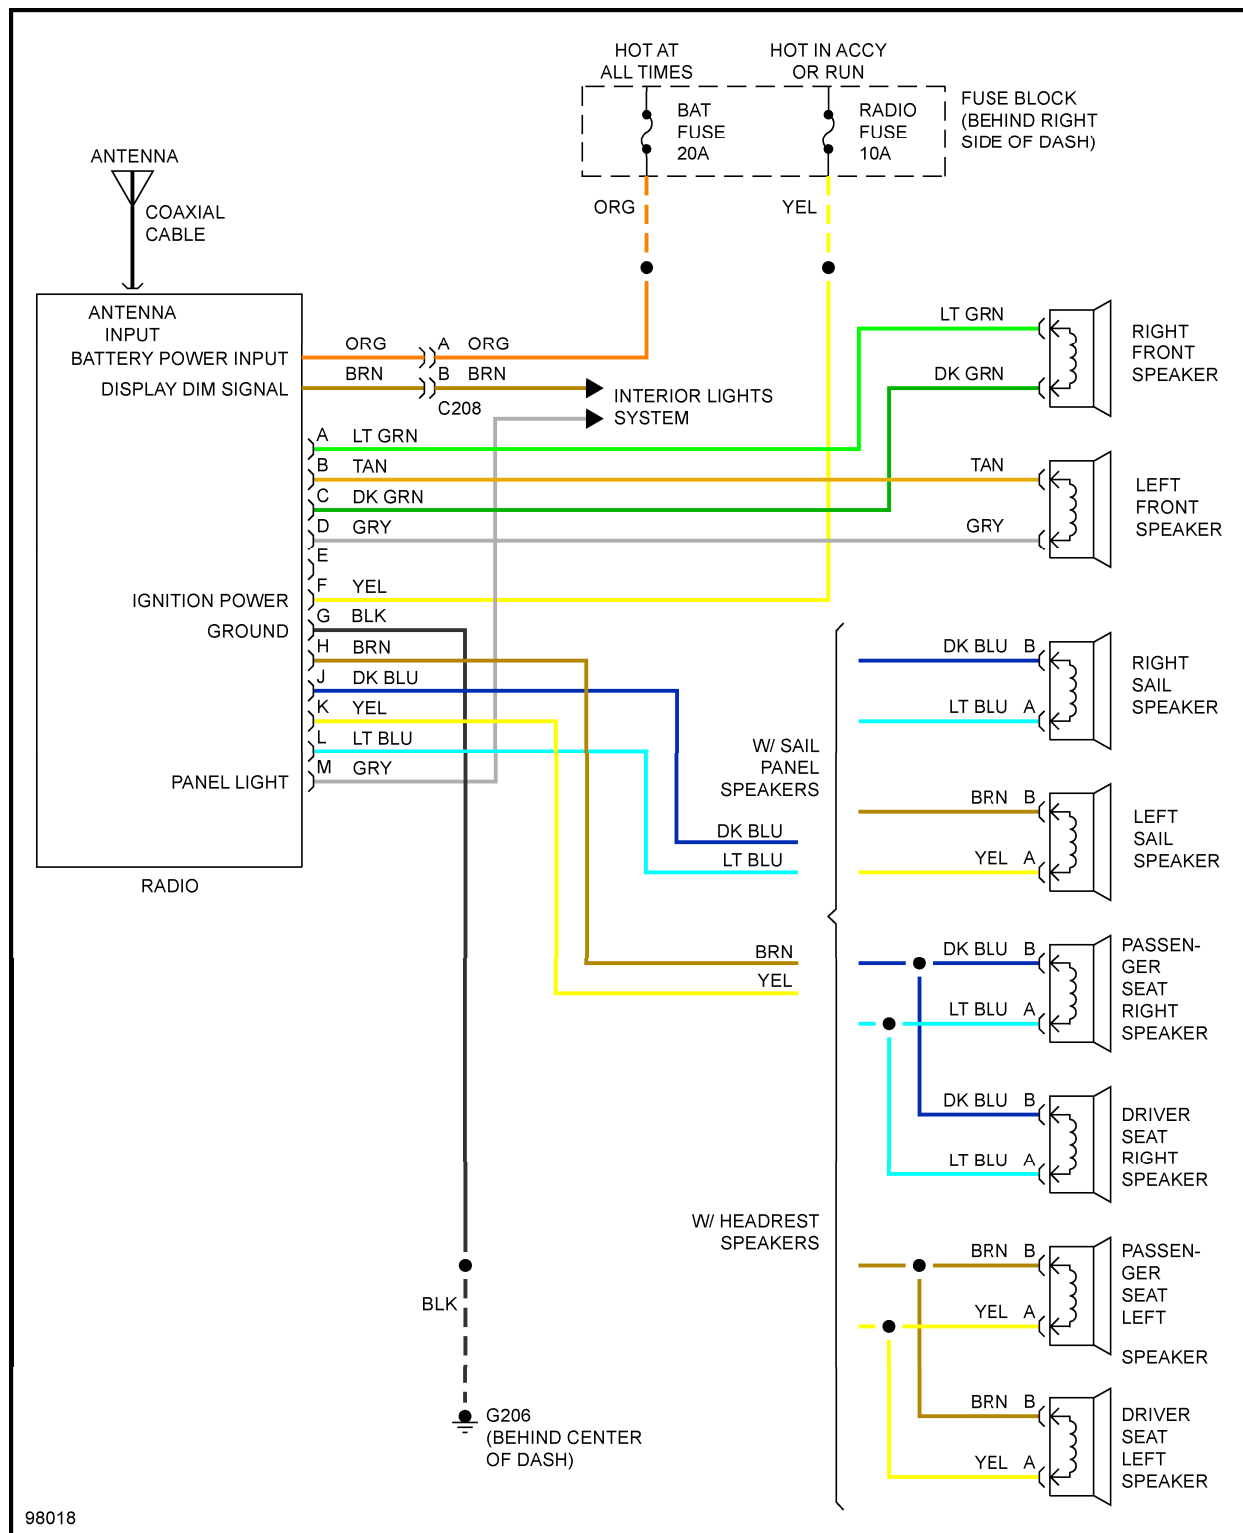 HOT AT
ALL TIMES
HOT IN ACCY
OR RUN
BAT
FUSE
20A
RADIO
FUSE
10A
FUSE BLOCK
(BEHIND RIGHT
SIDE OF DASH)
ANTENNA
COAXIAL
CABLE
ORG
YEL
ANTENNA
INPUT
BATTERY POWER INPUT
DISPLAY DIM SIGNAL
ORG
A
ORG
BRN
B
BRN
C208
INTERIOR LIGHTS
SYSTEM
A
LT GRN
B
TAN
C
DK GRN
D
GRY
E
IGNITION POWER
F
YEL
GROUND
G
BLK
H
BRN
J
DK BLU
K
YEL
L
LT BLU
PANEL LIGHT
M
GRY
RADIO
LT GRN
DK GRN
RIGHT
FRONT
SPEAKER
TAN
GRY
LEFT
FRONT
SPEAKER
W/ SAIL
PANEL
SPEAKERS
DK BLU
LT BLU
BRN
YEL
DK BLU
B
LT BLU
A
RIGHT
SAIL
SPEAKER
BRN
B
YEL
A
LEFT
SAIL
SPEAKER
DK BLU
B
LT BLU
A
PASSEN-
GER
SEAT
RIGHT
SPEAKER
DK BLU
B
LT BLU
A
DRIVER
SEAT
RIGHT
SPEAKER
W/ HEADREST
SPEAKERS
BRN
B
YEL
A
PASSEN-
GER
SEAT
LEFT
SPEAKER
BRN
B
YEL
A
DRIVER
SEAT
LEFT
SPEAKER
BLK
G206
(BEHIND CENTER
OF DASH)
98018